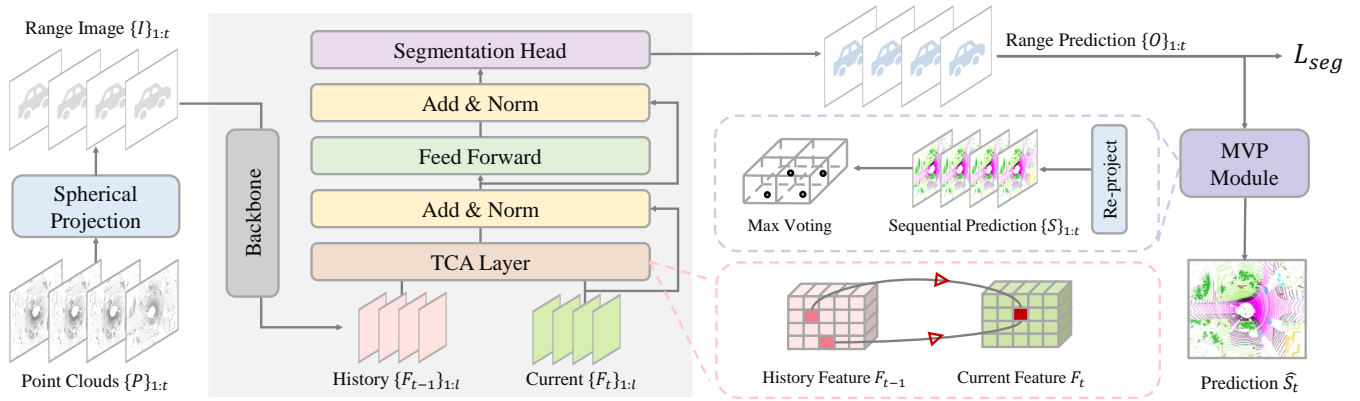 Range Image {I}₁:t
Spherical
Projection
Point Clouds {P}₁:t
Backbone
Segmentation Head
Add & Norm
Feed Forward
Add & Norm
TCA Layer
History {Fₜ₋₁}₁:l
Current {Fₜ}₁:l
Range Prediction {O}₁:t
L_seg
MVP
Module
Re-project
Max Voting
Sequential Prediction {S}₁:t
History Feature Fₜ₋₁
Current Feature Fₜ
Prediction Ŝₜ